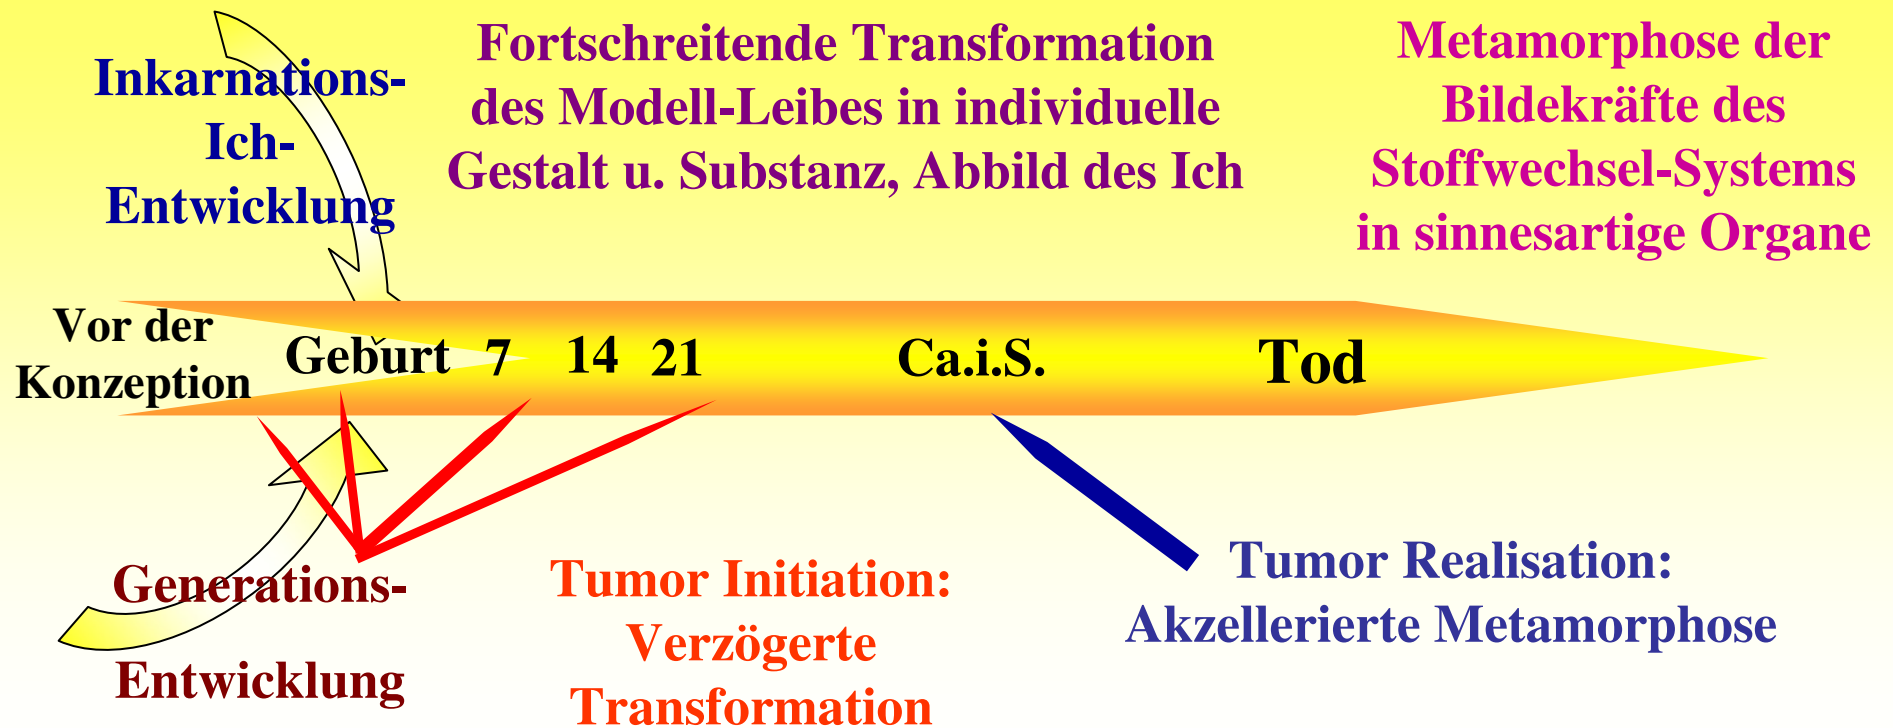 Inkarnations-
Ich-
Entwicklung
Fortschreitende Transformation
des Modell-Leibes in individuelle
Gestalt u. Substanz, Abbild des Ich
Metamorphose der
Bildekräfte des
Stoffwechsel-Systems
in sinnesartige Organe
Vor der
Konzeption
Geburt 7 14 21 Ca.i.S. Tod
Generations-
Entwicklung
Tumor Initiation:
Verzögerte
Transformation
Tumor Realisation:
Akzellerierte Metamorphose